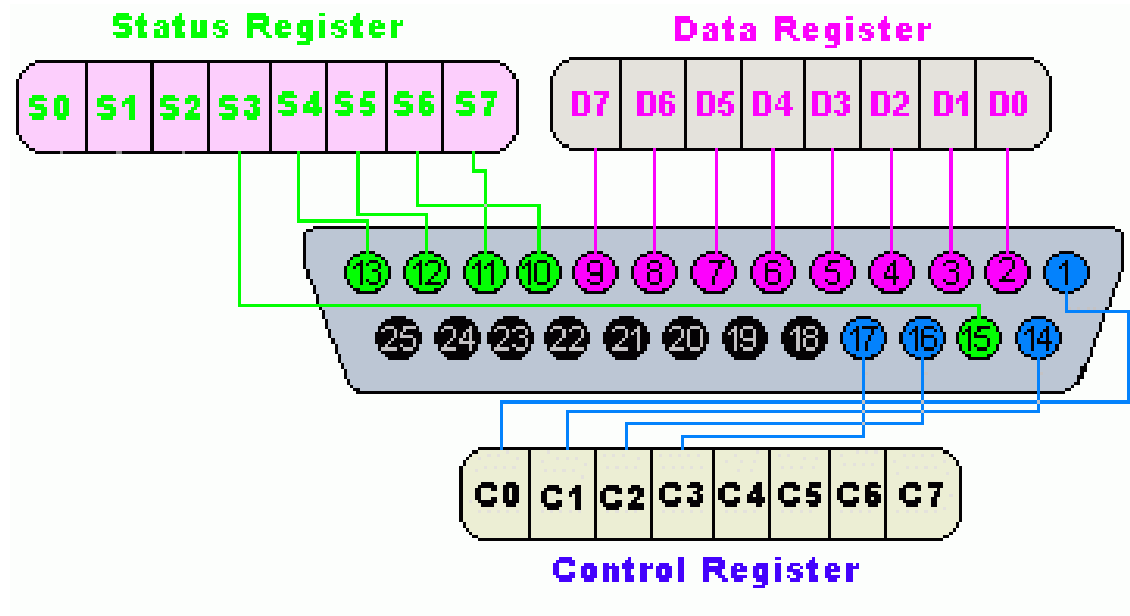 Status Register
Data Register
S0 S1 S2 S3 S4 S5 S6 S7
D7 D6 D5 D4 D3 D2 D1 D0
13 12 11 10 9 8 7 6 5 4 3 2 1
25 24 23 22 21 20 19 18 17 16 15 14
C0 C1 C2 C3 C4 C5 C6 C7
Control Register